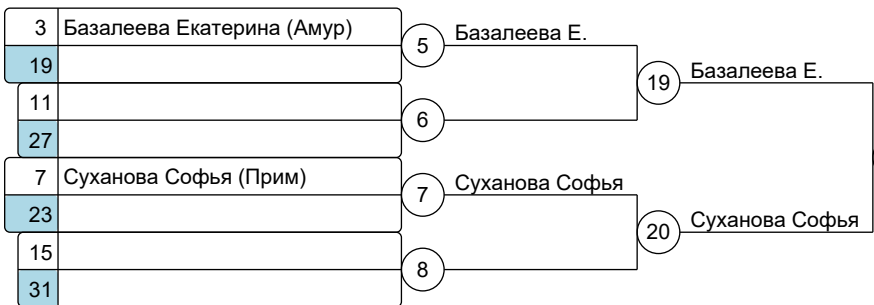 3 Базалеева Екатерина (Амур)
5 Базалеева Е.
19
19 Базалеева Е.
11
6
27
7 Суханова Софья (Прим)
7 Суханова Софья
23
20 Суханова Софья
15
8
31